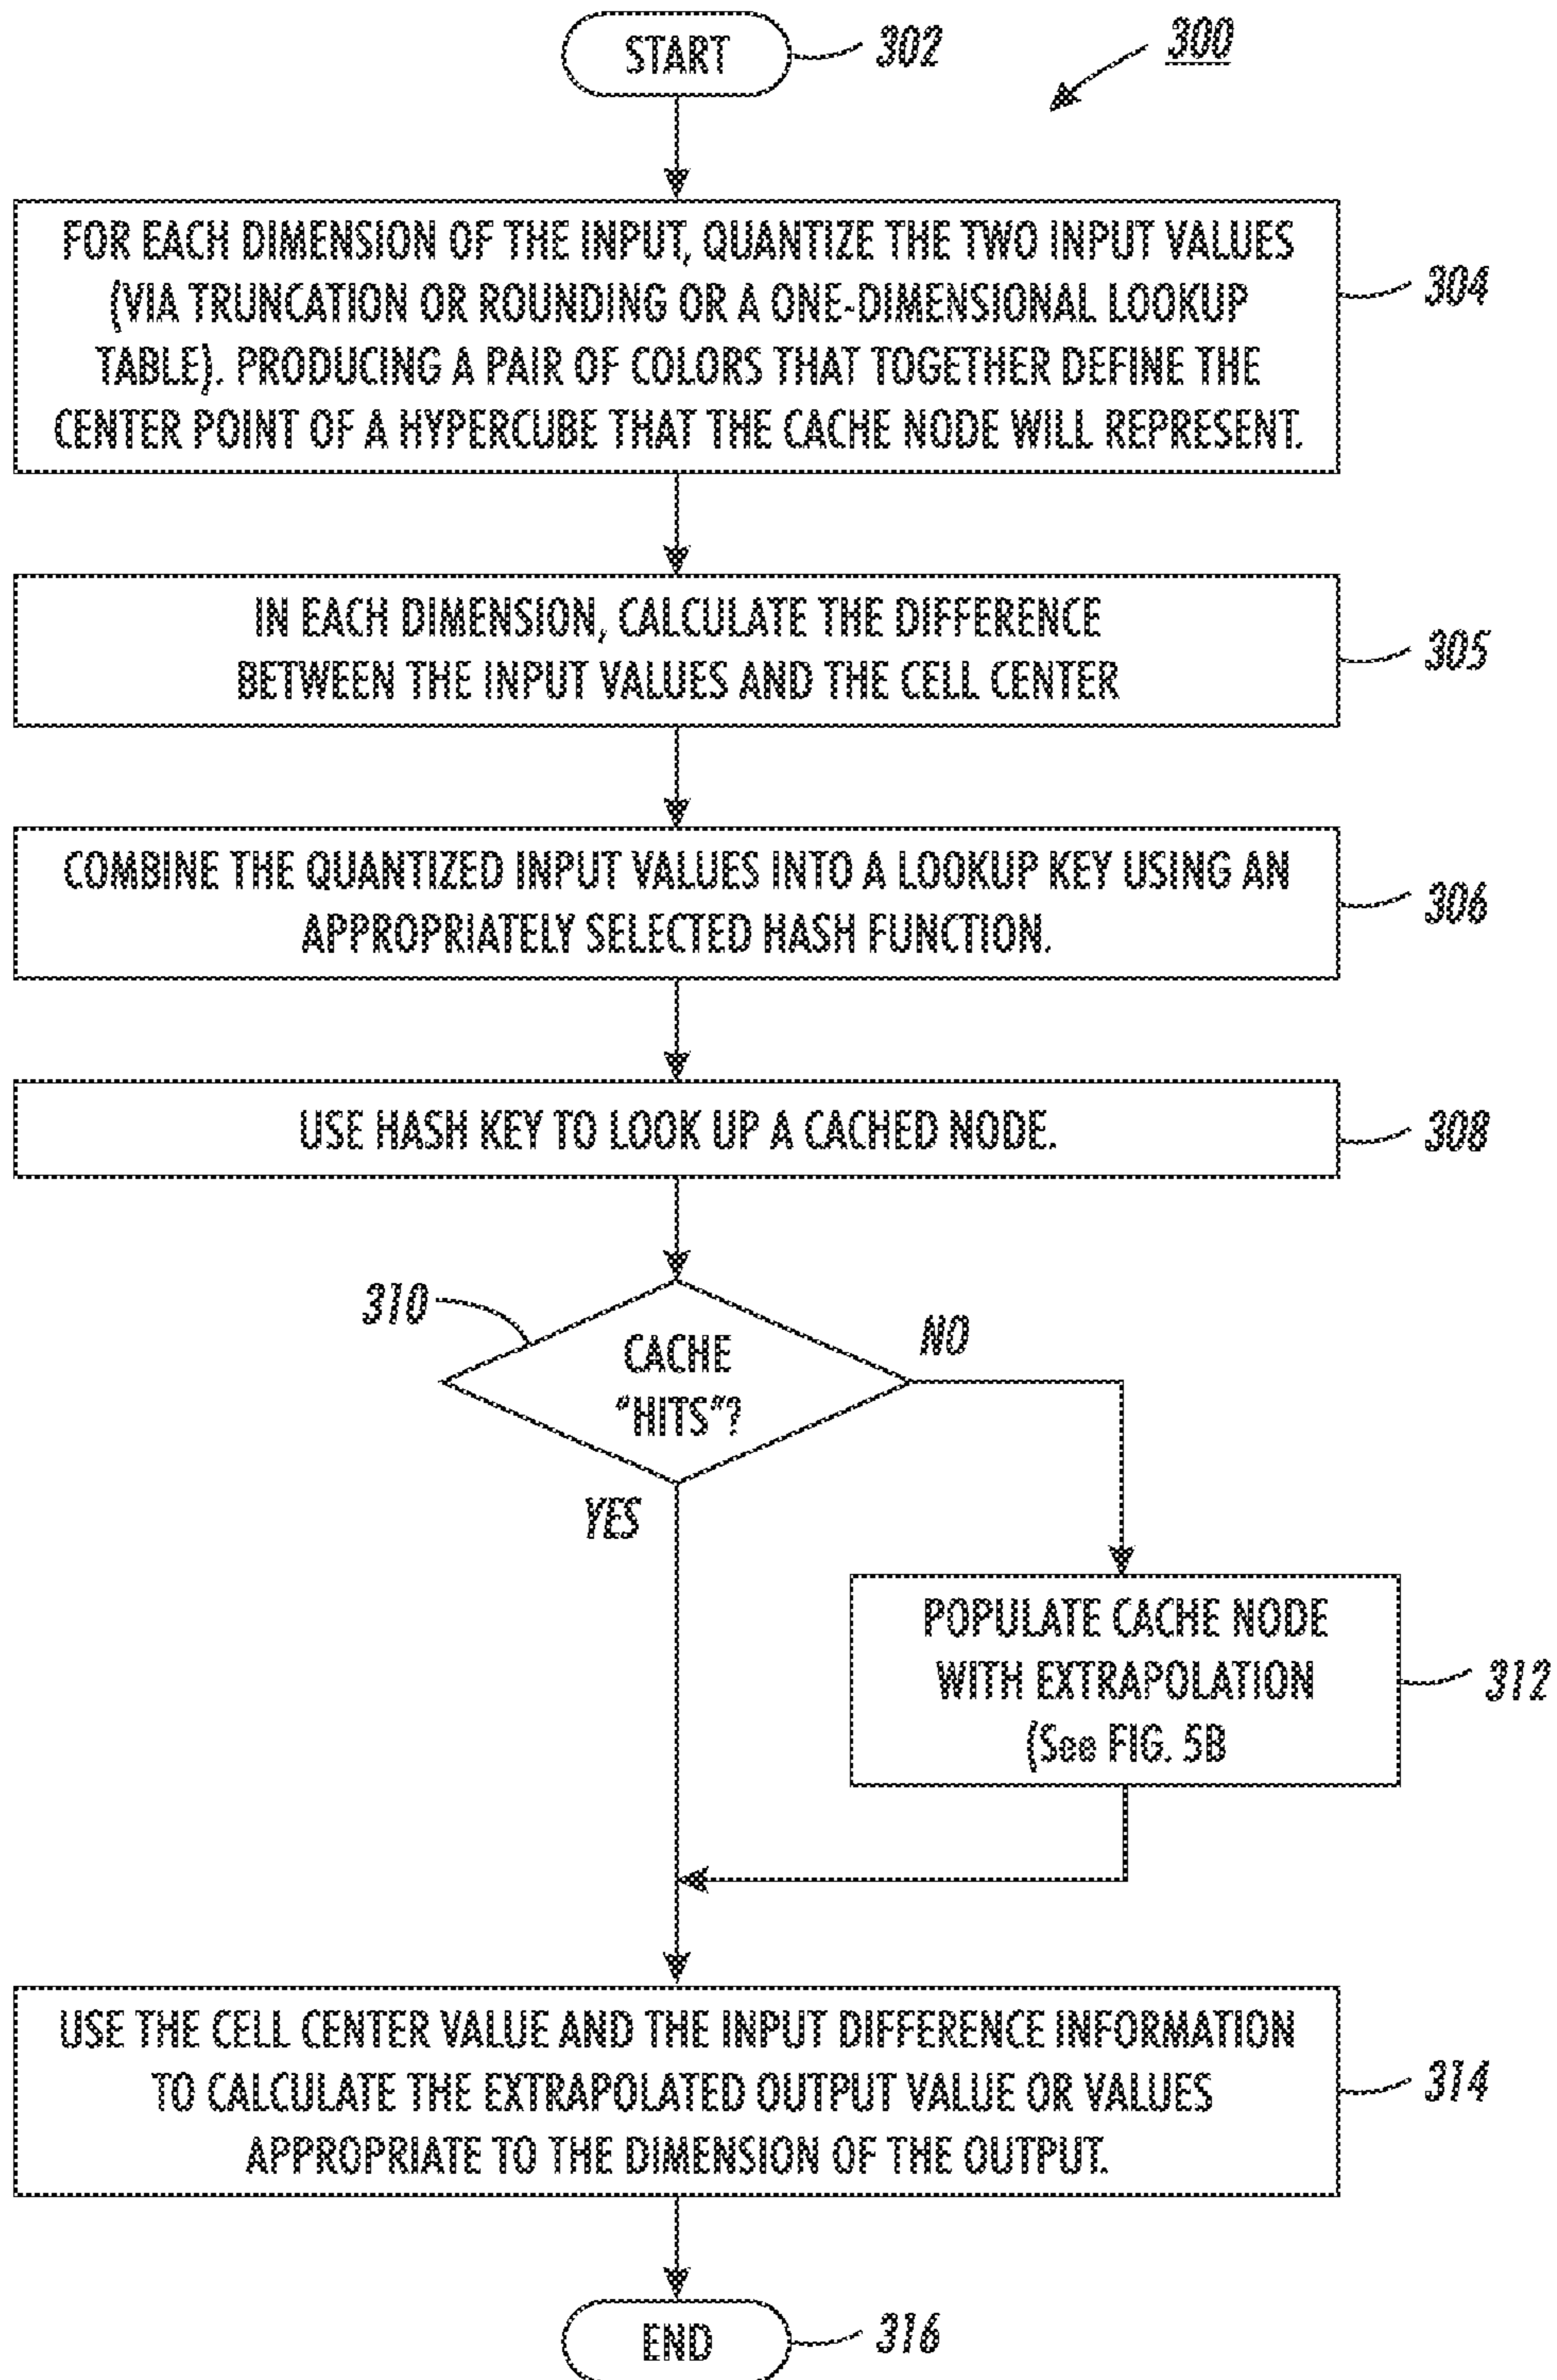 START
302
300
FOR EACH DIMENSION OF THE INPUT, QUANTIZE THE TWO INPUT VALUES
(VIA TRUNCATION OR ROUNDING OR A ONE-DIMENSIONAL LOOKUP
TABLE). PRODUCING A PAIR OF COLORS THAT TOGETHER DEFINE THE
CENTER POINT OF A HYPERCUBE THAT THE CACHE NODE WILL REPRESENT.
304
IN EACH DIMENSION, CALCULATE THE DIFFERENCE
BETWEEN THE INPUT VALUES AND THE CELL CENTER
305
COMBINE THE QUANTIZED INPUT VALUES INTO A LOOKUP KEY USING AN
APPROPRIATELY SELECTED HASH FUNCTION.
306
USE HASH KEY TO LOOK UP A CACHED NODE.
308
310
CACHE
"HITS"?
NO
YES
POPULATE CACHE NODE
WITH EXTRAPOLATION
(See FIG. 5B
312
USE THE CELL CENTER VALUE AND THE INPUT DIFFERENCE INFORMATION
TO CALCULATE THE EXTRAPOLATED OUTPUT VALUE OR VALUES
APPROPRIATE TO THE DIMENSION OF THE OUTPUT.
314
END
316